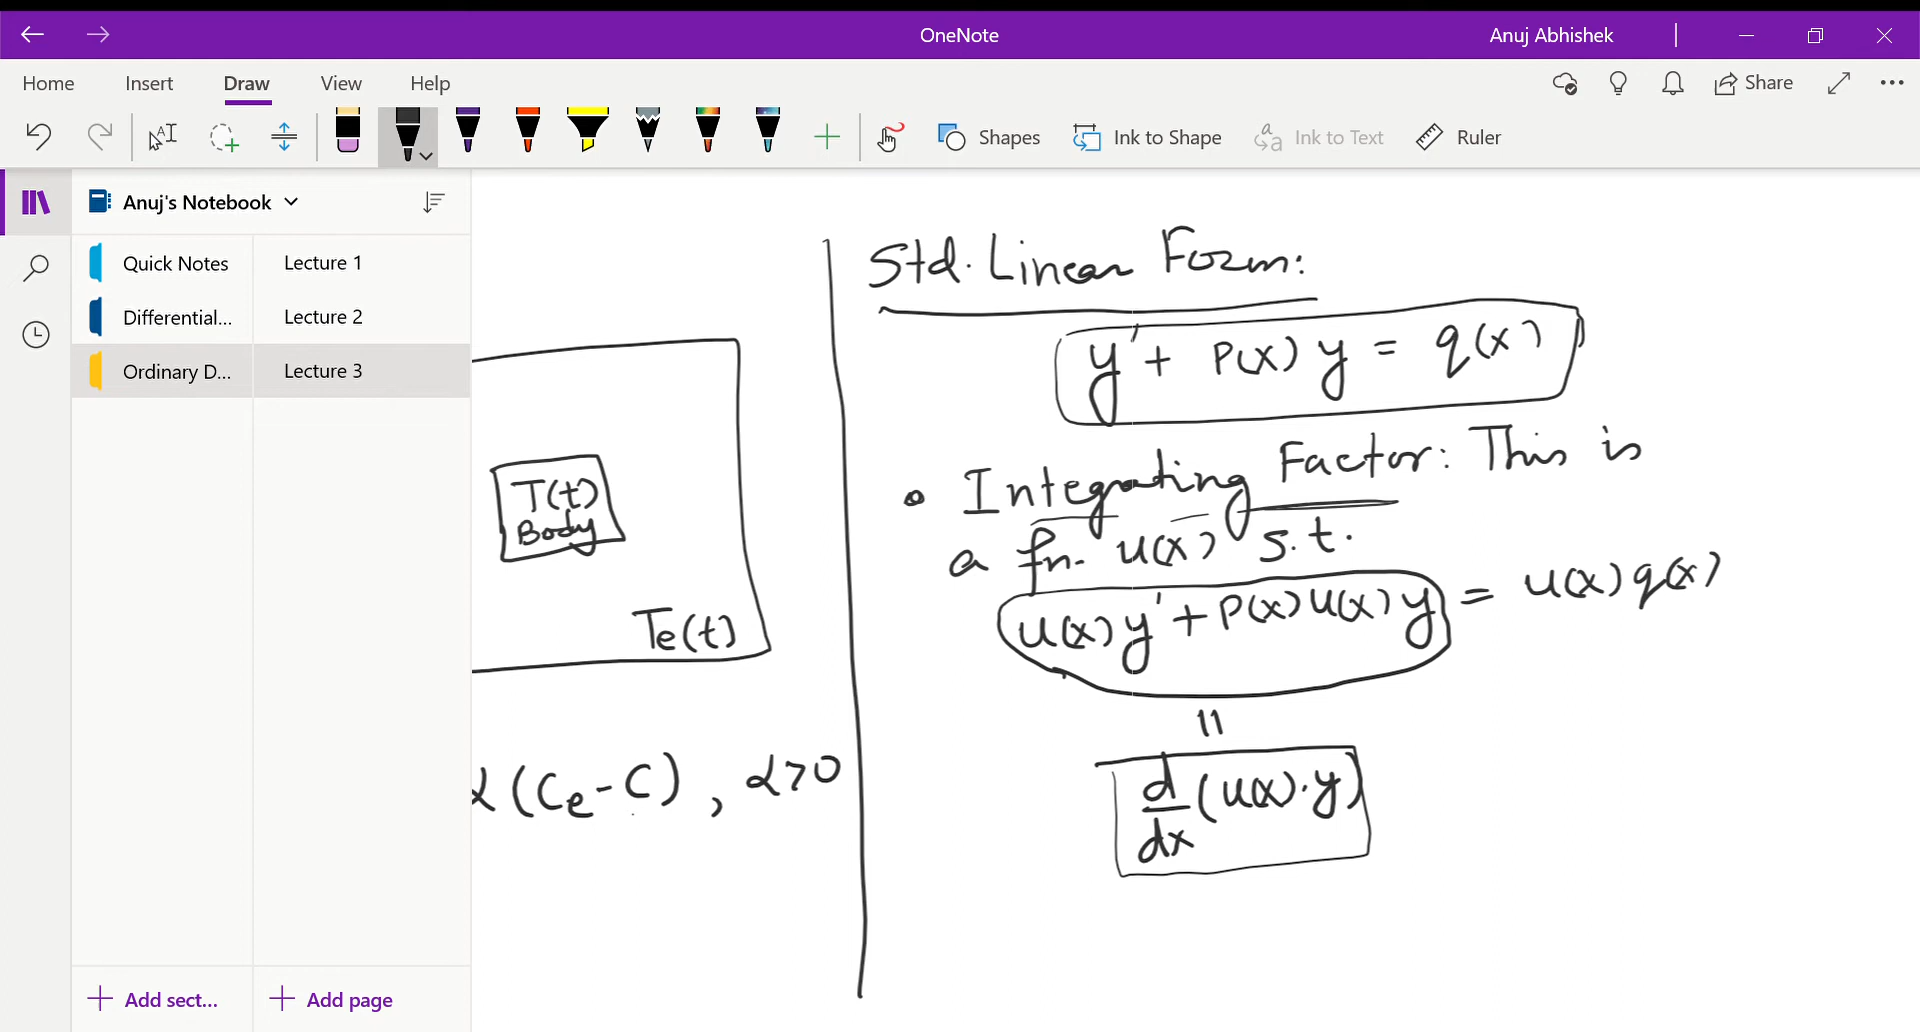 OneNote
Anuj Abhishek
Home Insert Draw View Help
Share
Shapes Ink to Shape Ink to Text Ruler
Anuj's Notebook
Quick Notes
Differential...
Ordinary D...
Lecture 1
Lecture 2
Lecture 3
Add sect...
Add page
T(t)
Body
Te(t)
α(Ce-C), α>0
Std. Linear Form:
y' + P(x) y = q(x)
• Integrating Factor: This is
a fn. u(x) s.t.
u(x)y' + P(x)u(x)y = u(x)q(x)
||
d/dx (u(x)·y)